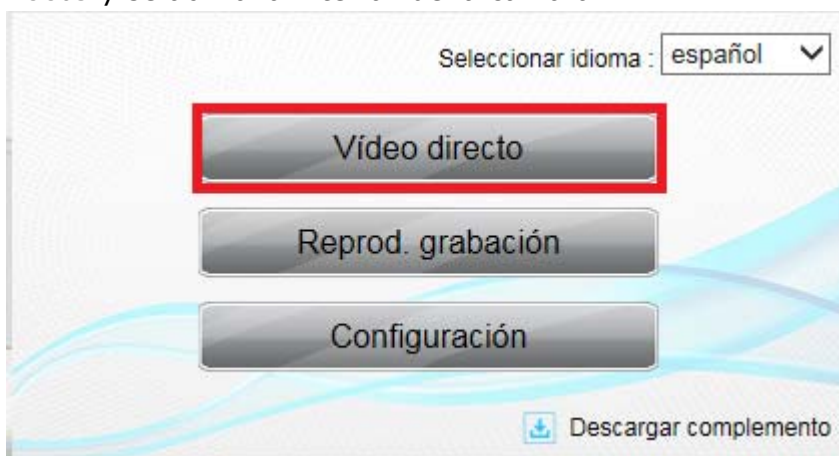 Seleccionar idioma : español
Vídeo directo
Reprod. grabación
Configuración
Descargar complemento